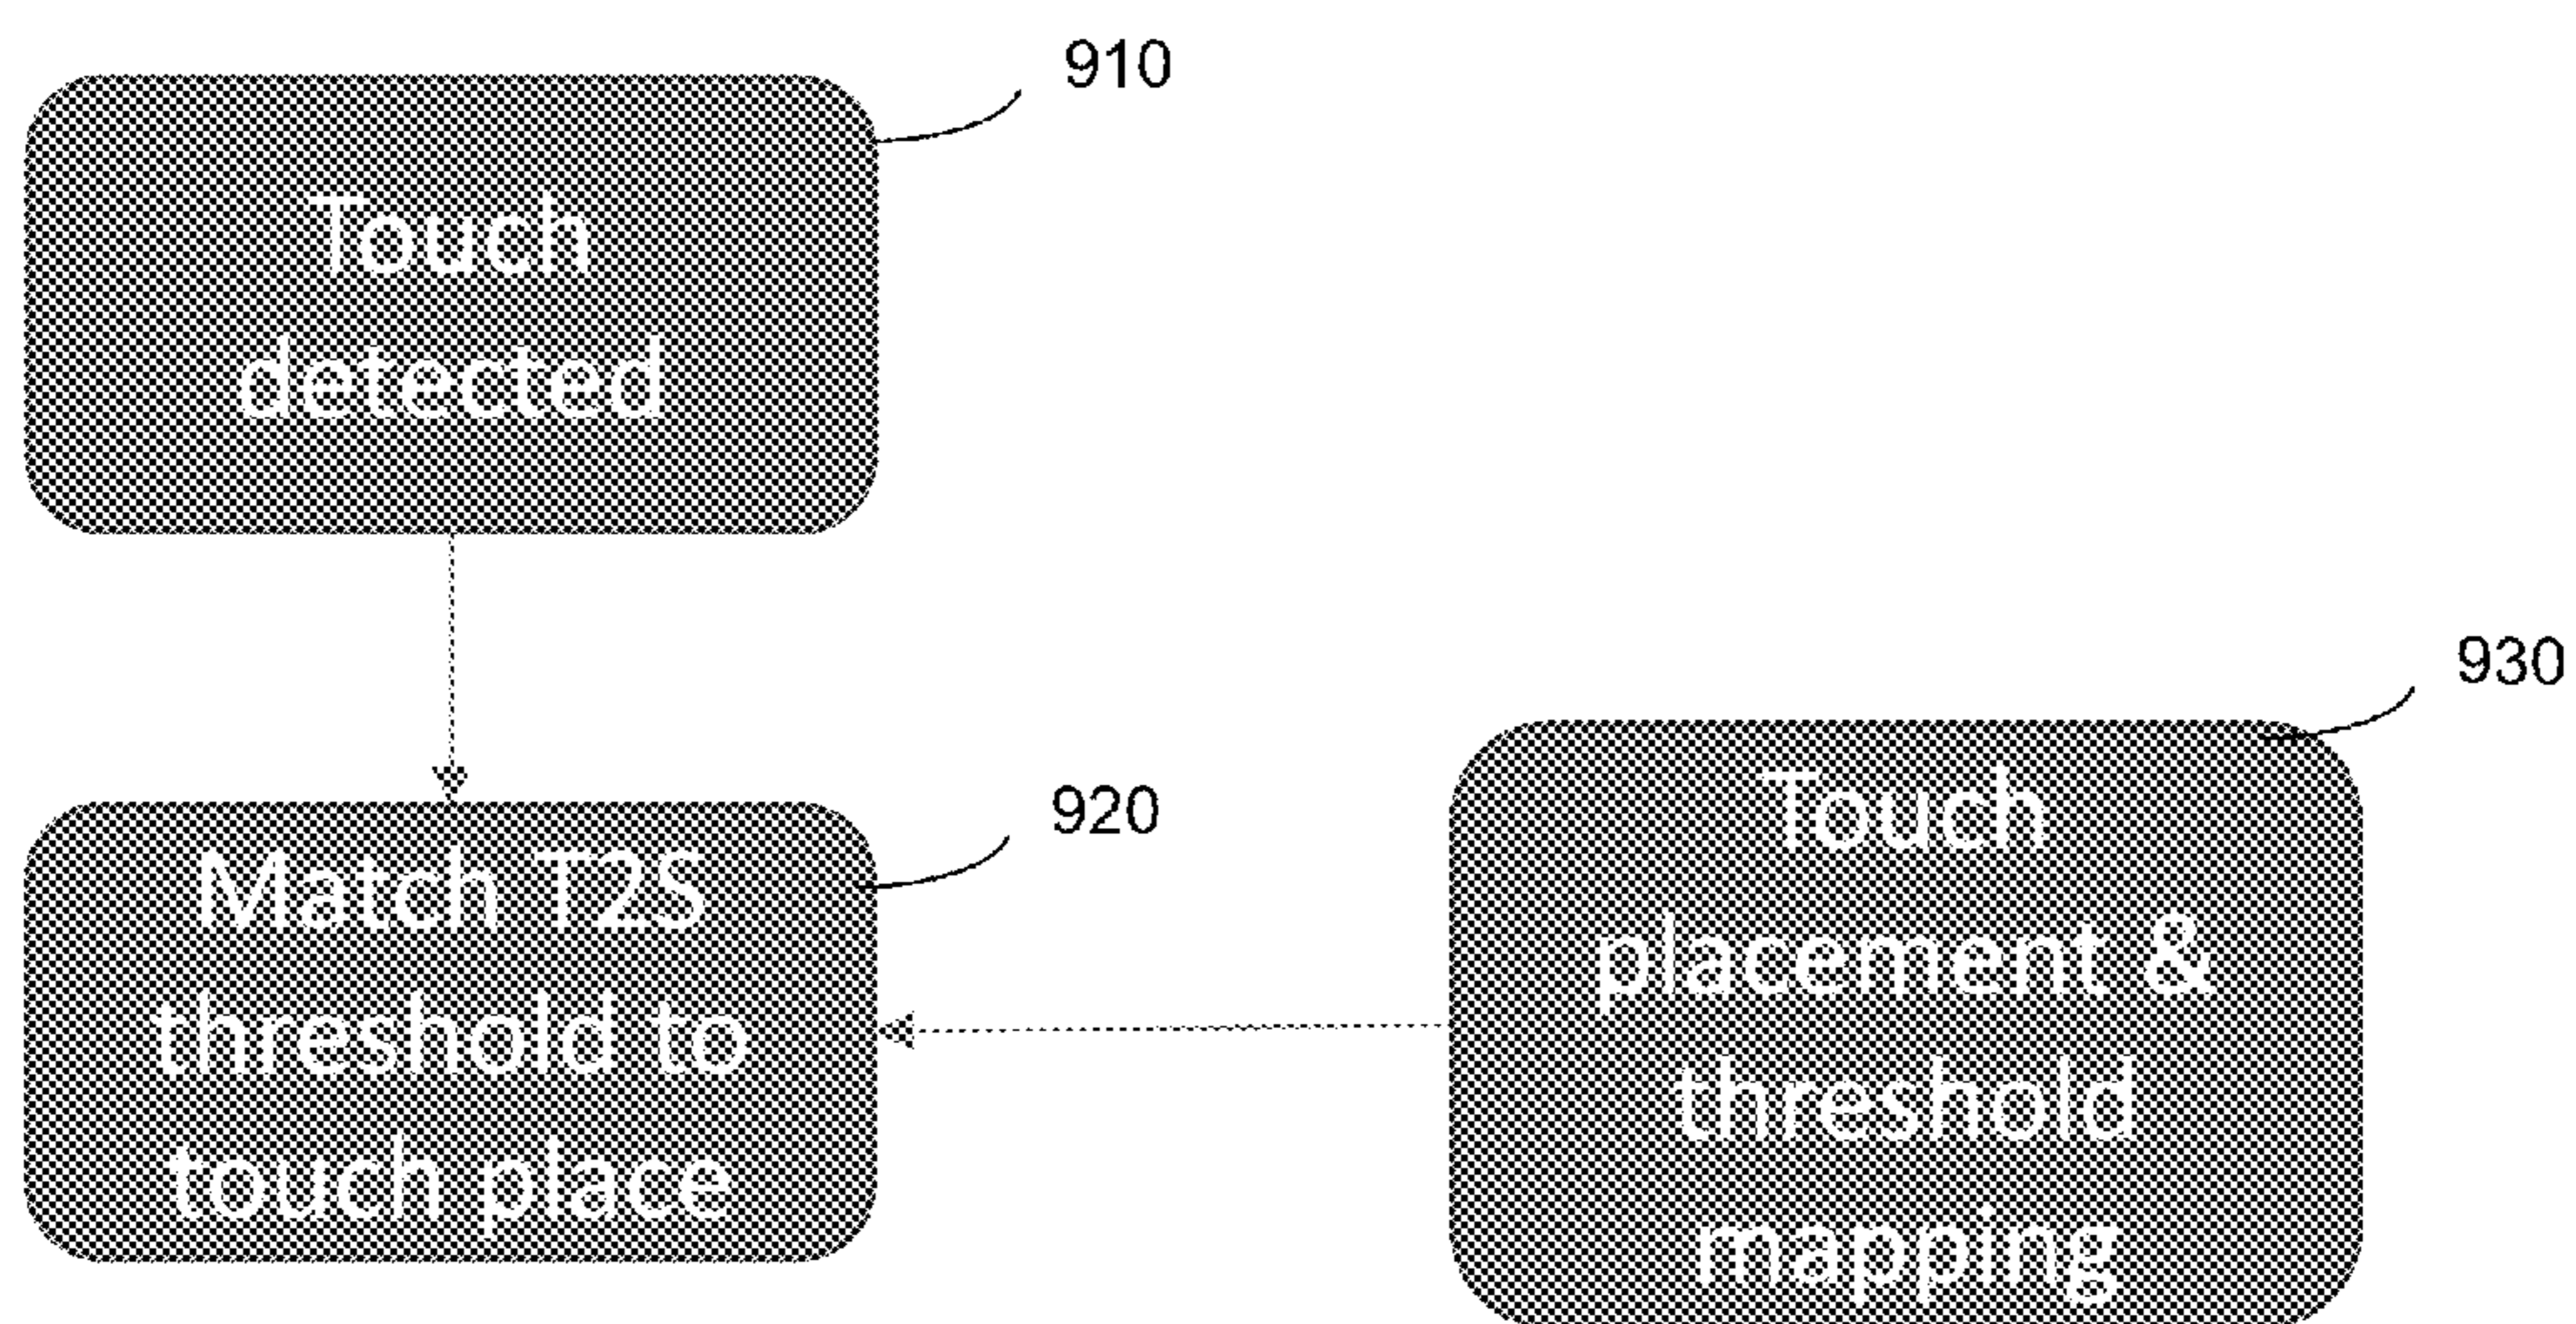 910
Touch
detected
930
920
Match T2S
threshold to
touch place
Touch
placement &
threshold
mapping